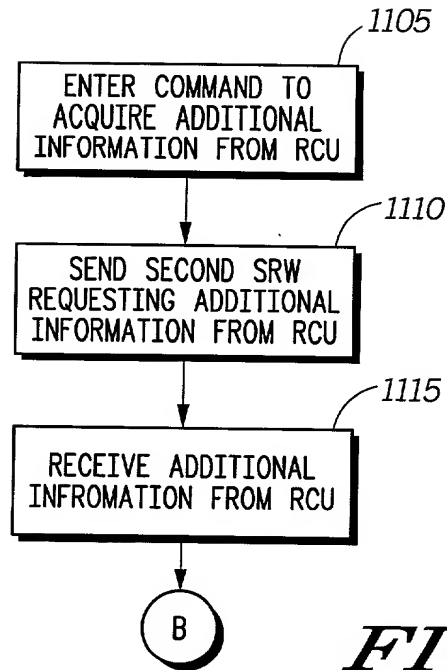 1105
ENTER COMMAND TO
ACQUIRE ADDITIONAL
INFORMATION FROM RCU
1110
SEND SECOND SRW
REQUESTING ADDITIONAL
INFORMATION FROM RCU
1115
RECEIVE ADDITIONAL
INFROMATION FROM RCU
B
FI